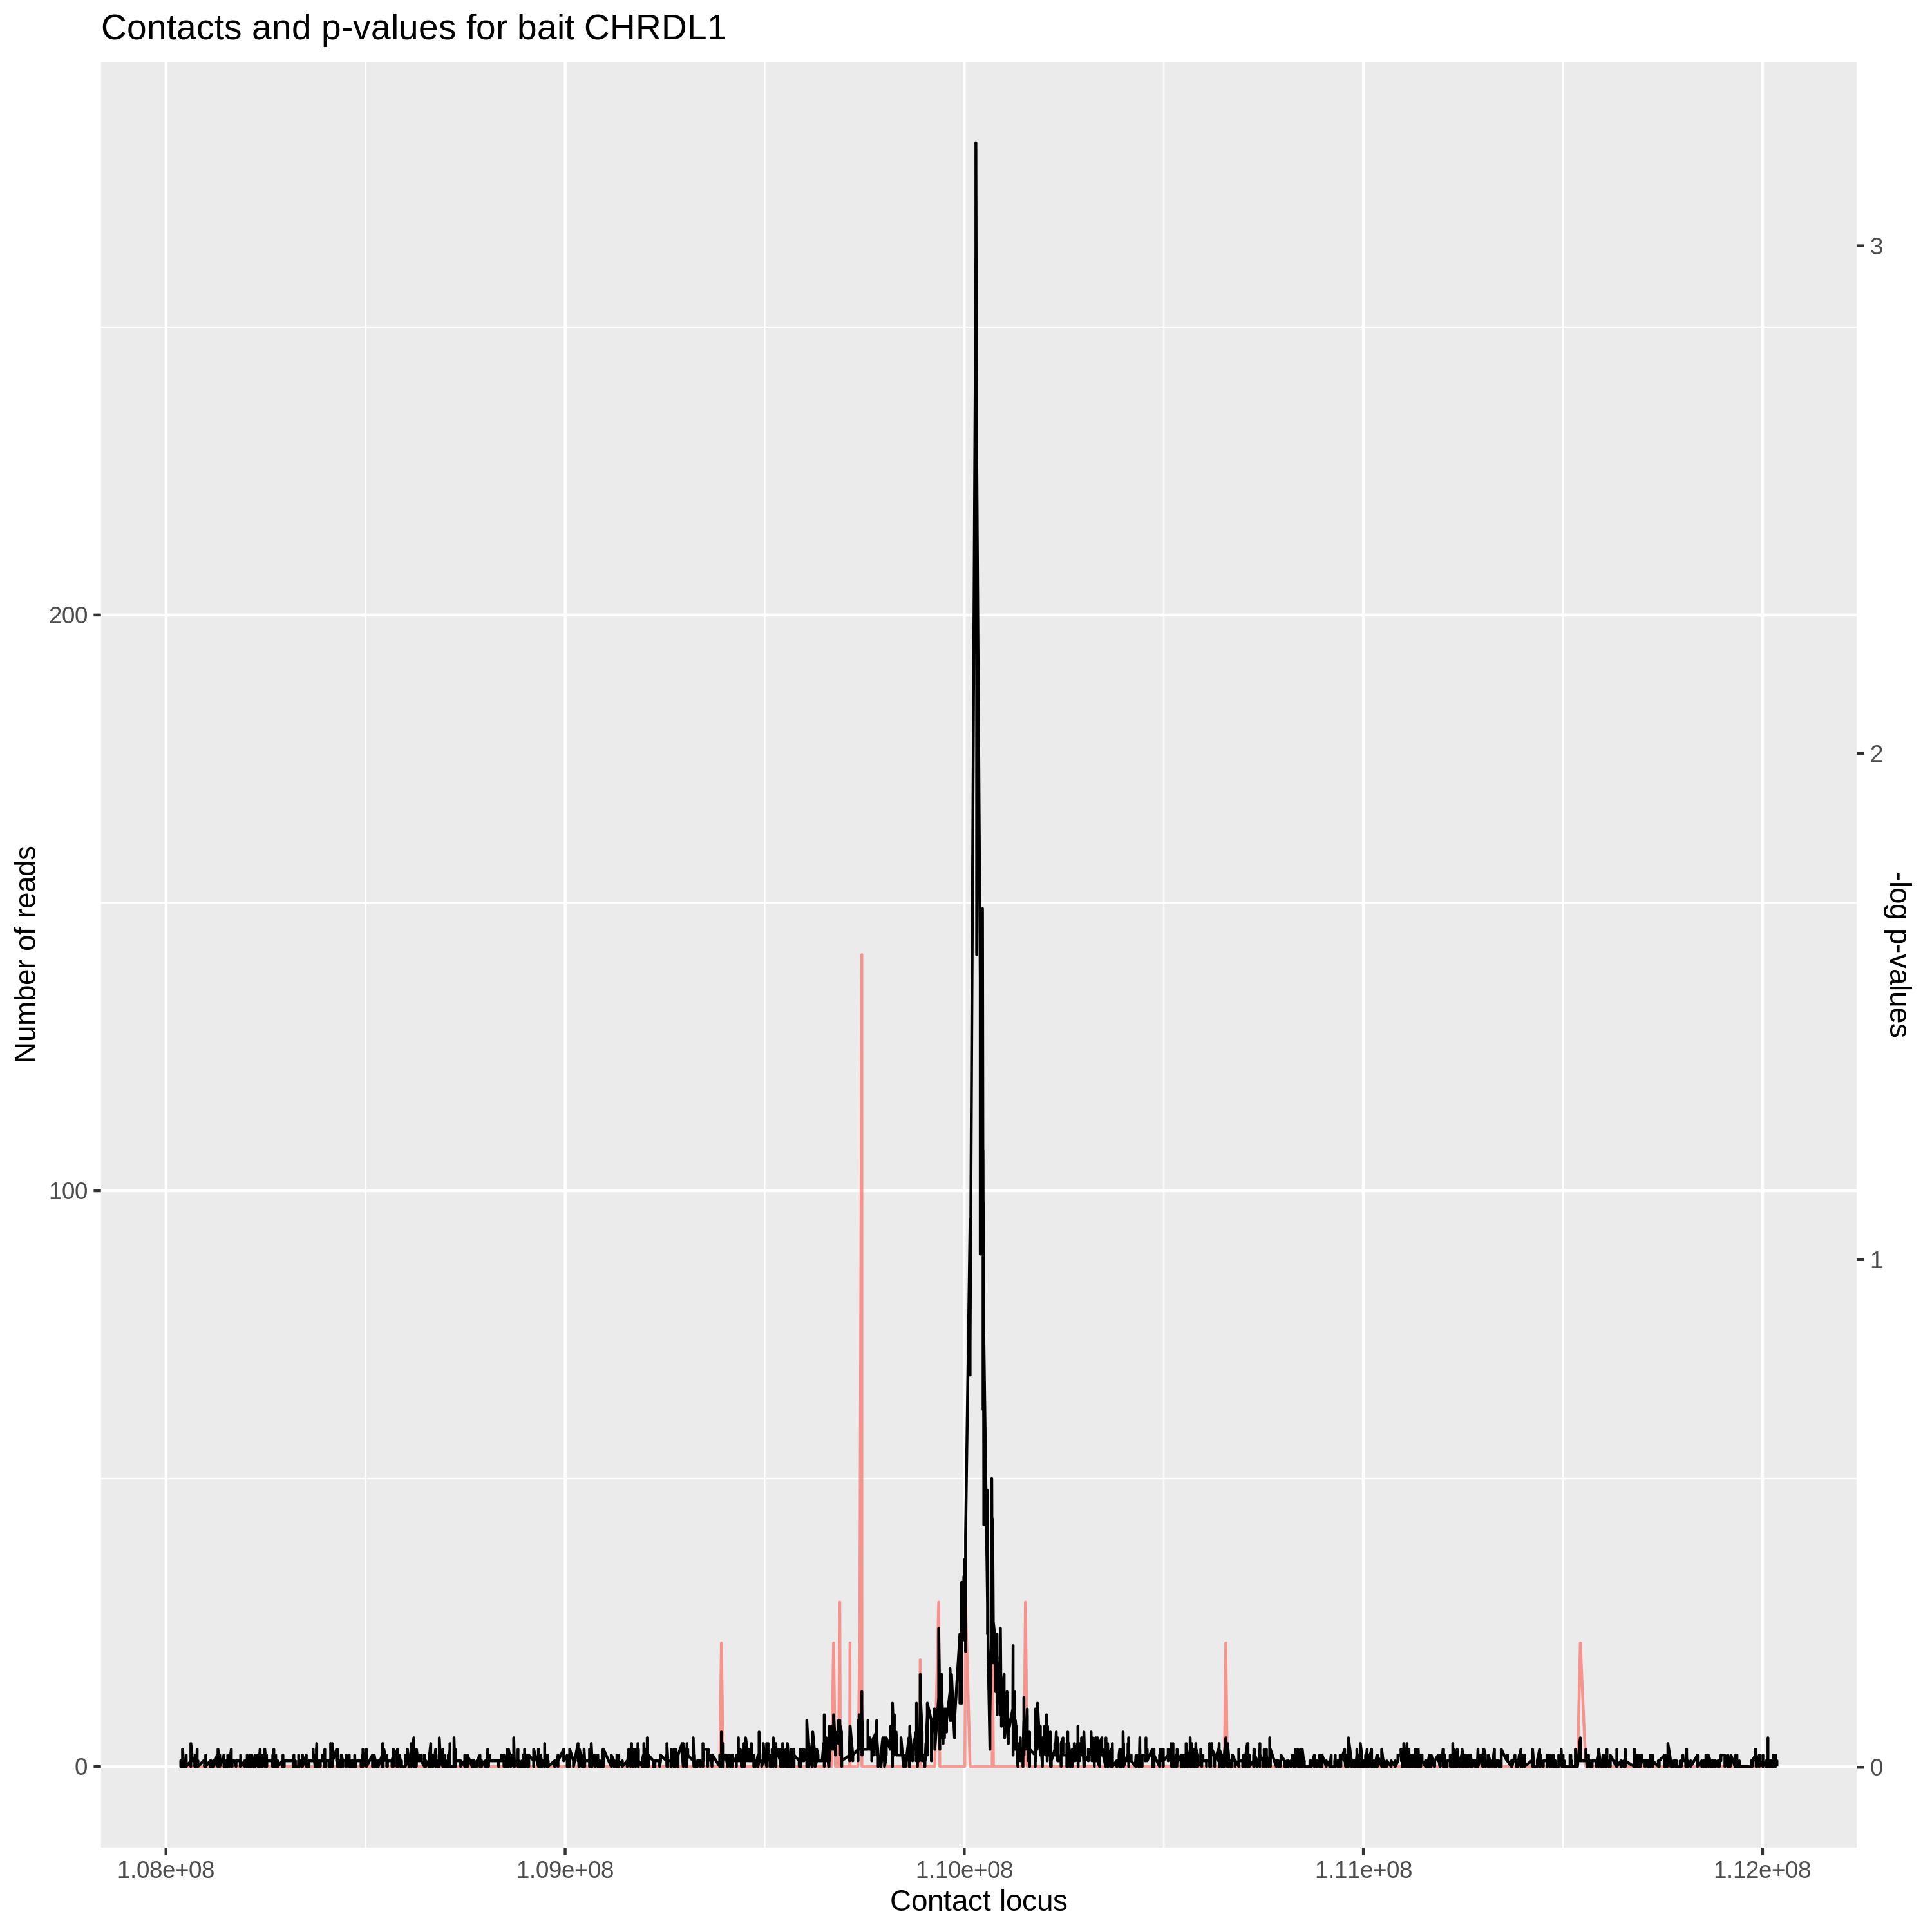 Contacts and p-values for bait CHRDL1
Number of reads
200
100
0
3
2
1
0
-log p-values
1.08e+08
1.09e+08
1.10e+08
1.11e+08
1.12e+08
Contact locus